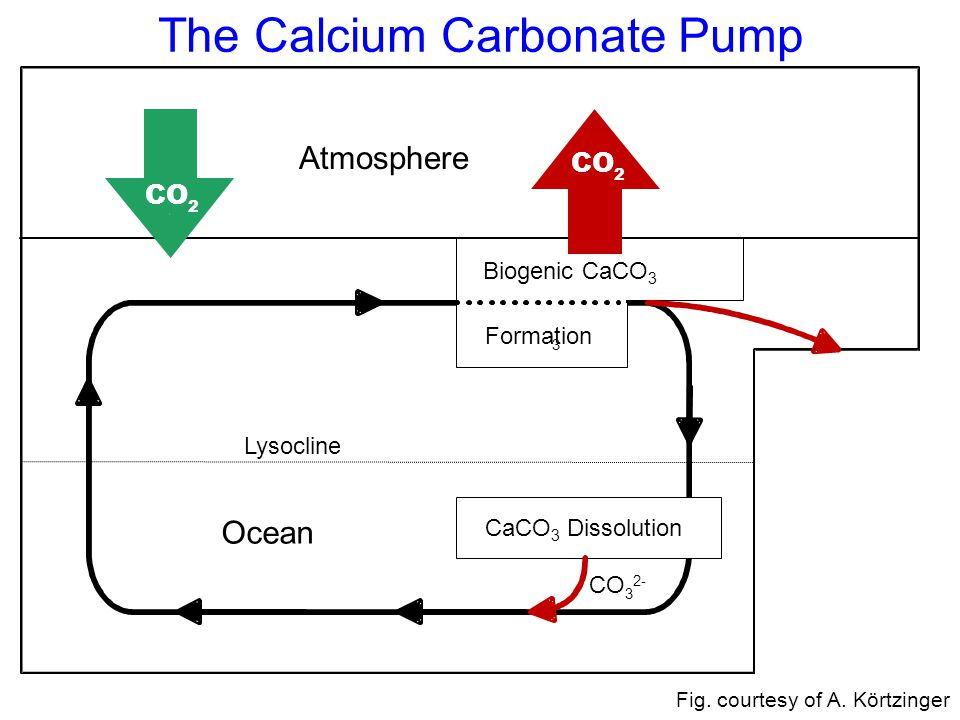 The Calcium Carbonate Pump
Atmosphere
CO₂
CO₂
Biogenic CaCO₃
Formation
3
Lysocline
Ocean
CaCO₃ Dissolution
CO₃²⁻
Fig. courtesy of A. Körtzinger